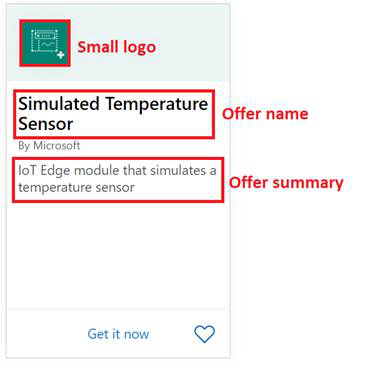 Small logo
Simulated Temperature
Sensor
Offer name
By Microsoft
IoT Edge module that simulates a
temperature sensor
Offer summary
Get it now